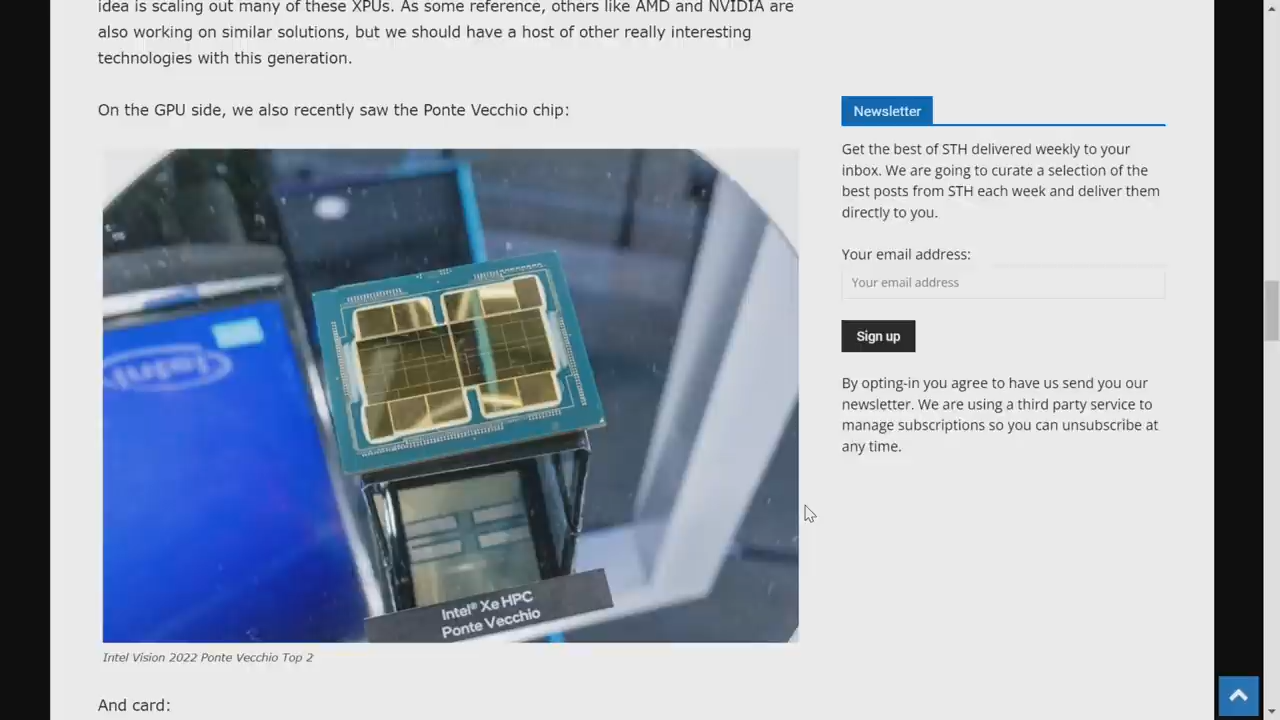 idea is scaling out many of these XPUs. As some reference, others like AMD and NVIDIA are
also working on similar solutions, but we should have a host of other really interesting
technologies with this generation.
On the GPU side, we also recently saw the Ponte Vecchio chip:
intel
Intel® Xe HPC
Ponte Vecchio
Intel Vision 2022 Ponte Vecchio Top 2
And card:
Newsletter
Get the best of STH delivered weekly to your
inbox. We are going to curate a selection of the
best posts from STH each week and deliver them
directly to you.
Your email address:
Your email address
Sign up
By opting-in you agree to have us send you our
newsletter. We are using a third party service to
manage subscriptions so you can unsubscribe at
any time.